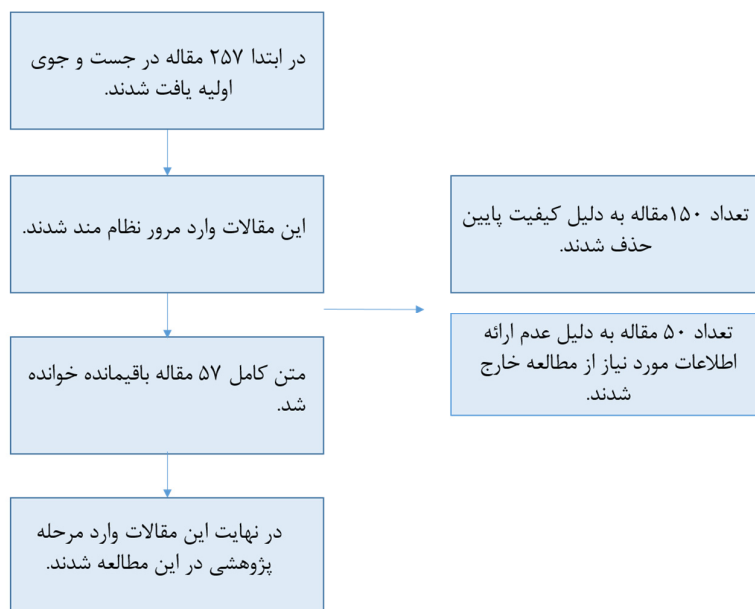 در ابتدا ۲۵۷ مقاله در جست و جوی
اولیه یافت شدند.
این مقالات وارد مرور نظام مند شدند.
تعداد ۱۵۰مقاله به دلیل کیفیت پایین
حذف شدند.
تعداد ۵۰ مقاله به دلیل عدم ارائه
اطلاعات مورد نیاز از مطالعه خارج
شدند.
متن کامل ۵۷ مقاله باقیمانده خوانده
شد.
در نهایت این مقالات وارد مرحله
پژوهشی در این مطالعه شدند.